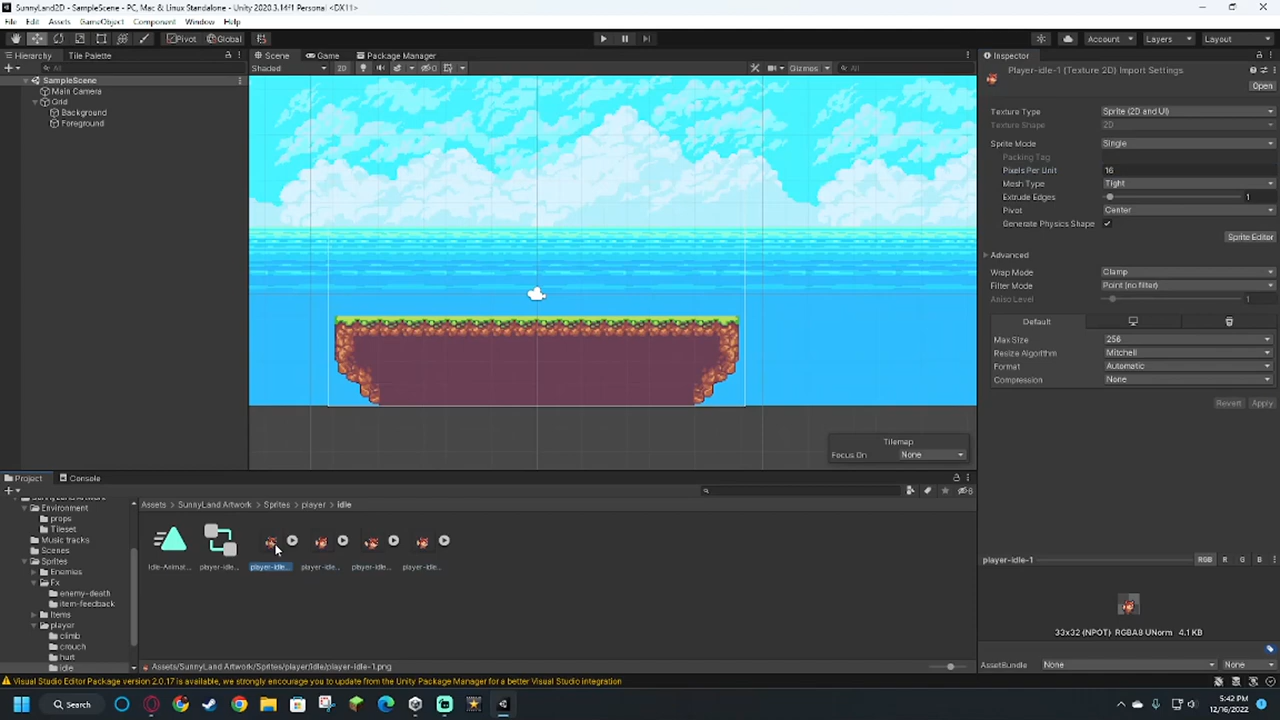 SunnyLand2D - SampleScene - PC, Mac & Linux Standalone - Unity 2020.3.14f1 Personal <DX11>
File Edit Assets GameObject Component Window Help
Pivot Global Account Layers Layout
Hierarchy Tile Palette
All
SampleScene
Main Camera
Grid
Background
Foreground
Scene Game Package Manager
Shaded 2D 0 Gizmos All
Tilemap
Focus On None
Inspector
Player-idle-1 (Texture 2D) Import Settings
Open
Texture Type Sprite (2D and UI)
Texture Shape 2D
Sprite Mode Single
Packing Tag
Pixels Per Unit 16
Mesh Type Tight
Extrude Edges 1
Pivot Center
Generate Physics Shape
Sprite Editor
Advanced
Wrap Mode Clamp
Filter Mode Point (no filter)
Aniso Level 1
Default
Max Size 256
Resize Algorithm Mitchell
Format Automatic
Compression None
Revert Apply
player-idle-1 RGB R G B
33x32 (NPOT) RGBA8 UNorm 4.1 KB
AssetBundle None None
Project Console
8
Environment
props
Tileset
Music tracks
Scenes
Sprites
Enemies
Fx
enemy-death
item-feedback
Items
player
climb
crouch
hurt
idle
Assets > SunnyLand Artwork > Sprites > player > idle
Idle-Animat... player-idle... player-idle... player-idle... player-idle... player-idle...
Assets/SunnyLand Artwork/Sprites/player/idle/player-idle-1.png
Visual Studio Editor Package version 2.0.17 is available, we strongly encourage you to update from the Unity Package Manager for a better Visual Studio integration
Search
5:42 PM
12/16/2022